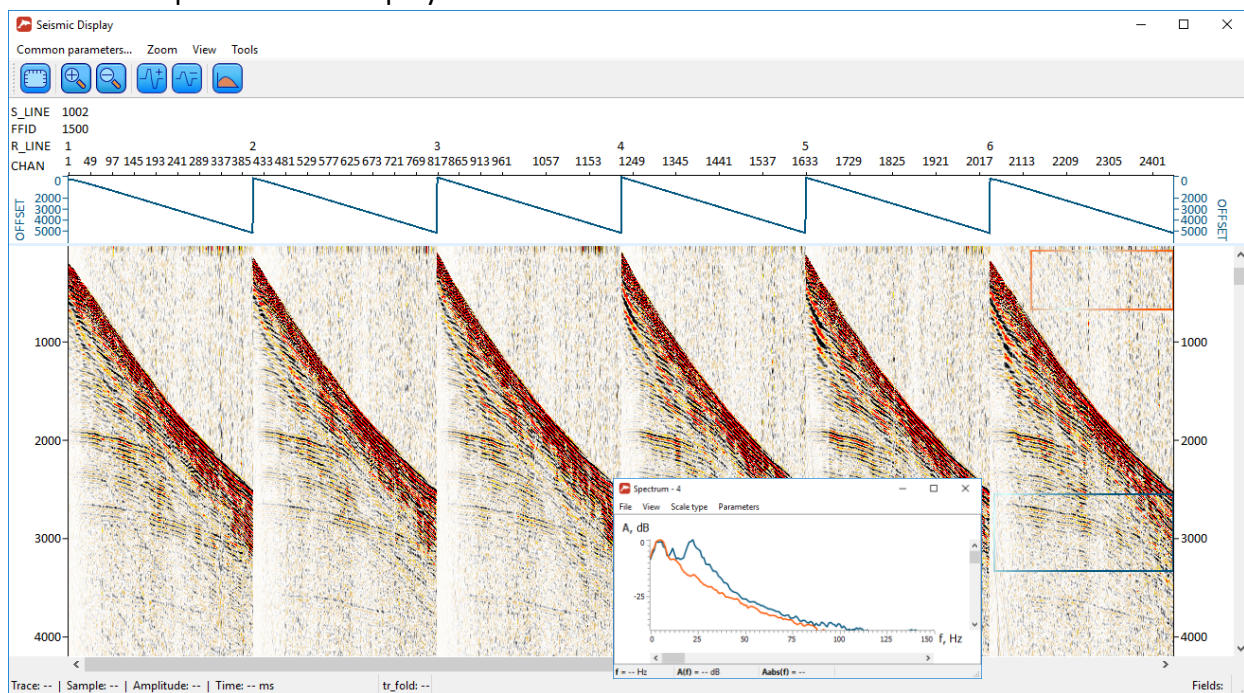 Seismic Display
Common parameters... Zoom View Tools
S_LINE 1002
FFID 1500
R_LINE 1 2 3 4 5 6
CHAN 1 49 97 145 193 241 289 337 385 433 481 529 577 625 673 721 769 817 865 913 961 1057 1153 1249 1345 1441 1537 1633 1729 1825 1921 2017 2113 2209 2305 2401
OFFSET 0 2000 3000 4000 5000
0 2000 3000 4000 5000 OFFSET
1000 1000
2000 2000
3000 3000
4000 4000
Spectrum - 4
File View Scale type Parameters
A, dB
0
-25
0 25 50 75 100 125 150 f, Hz
f = -- Hz A(f) = -- dB Aabs(f) = --
Trace: -- | Sample: -- | Amplitude: -- | Time: -- ms tr_fold: -- Fields: